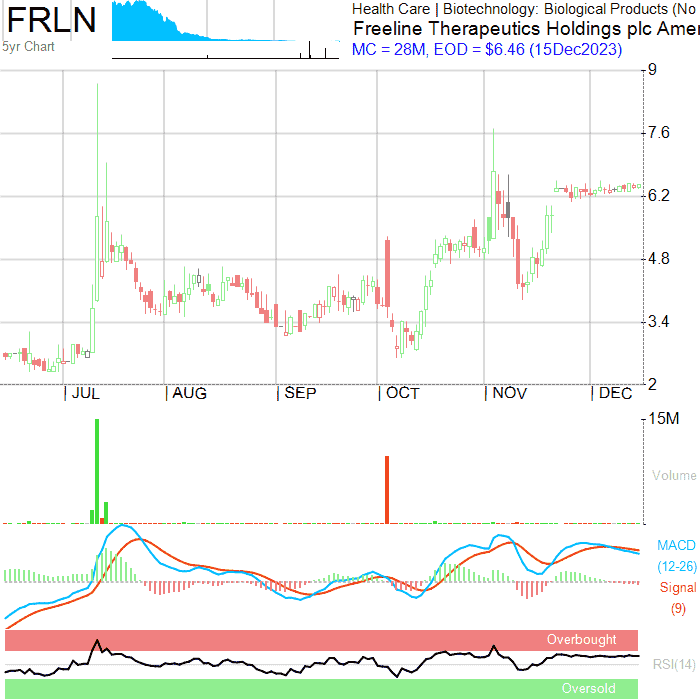 FRLN
5yr Chart
Health Care | Biotechnology: Biological Products (No
Freeline Therapeutics Holdings plc Amer
MC = 28M, EOD = $6.46 (15Dec2023)
9
7.6
6.2
4.8
3.4
2
| JUL | AUG | SEP | OCT | NOV | DEC
15M
Volume
MACD
(12-26)
Signal
(9)
Overbought
RSI(14)
Oversold